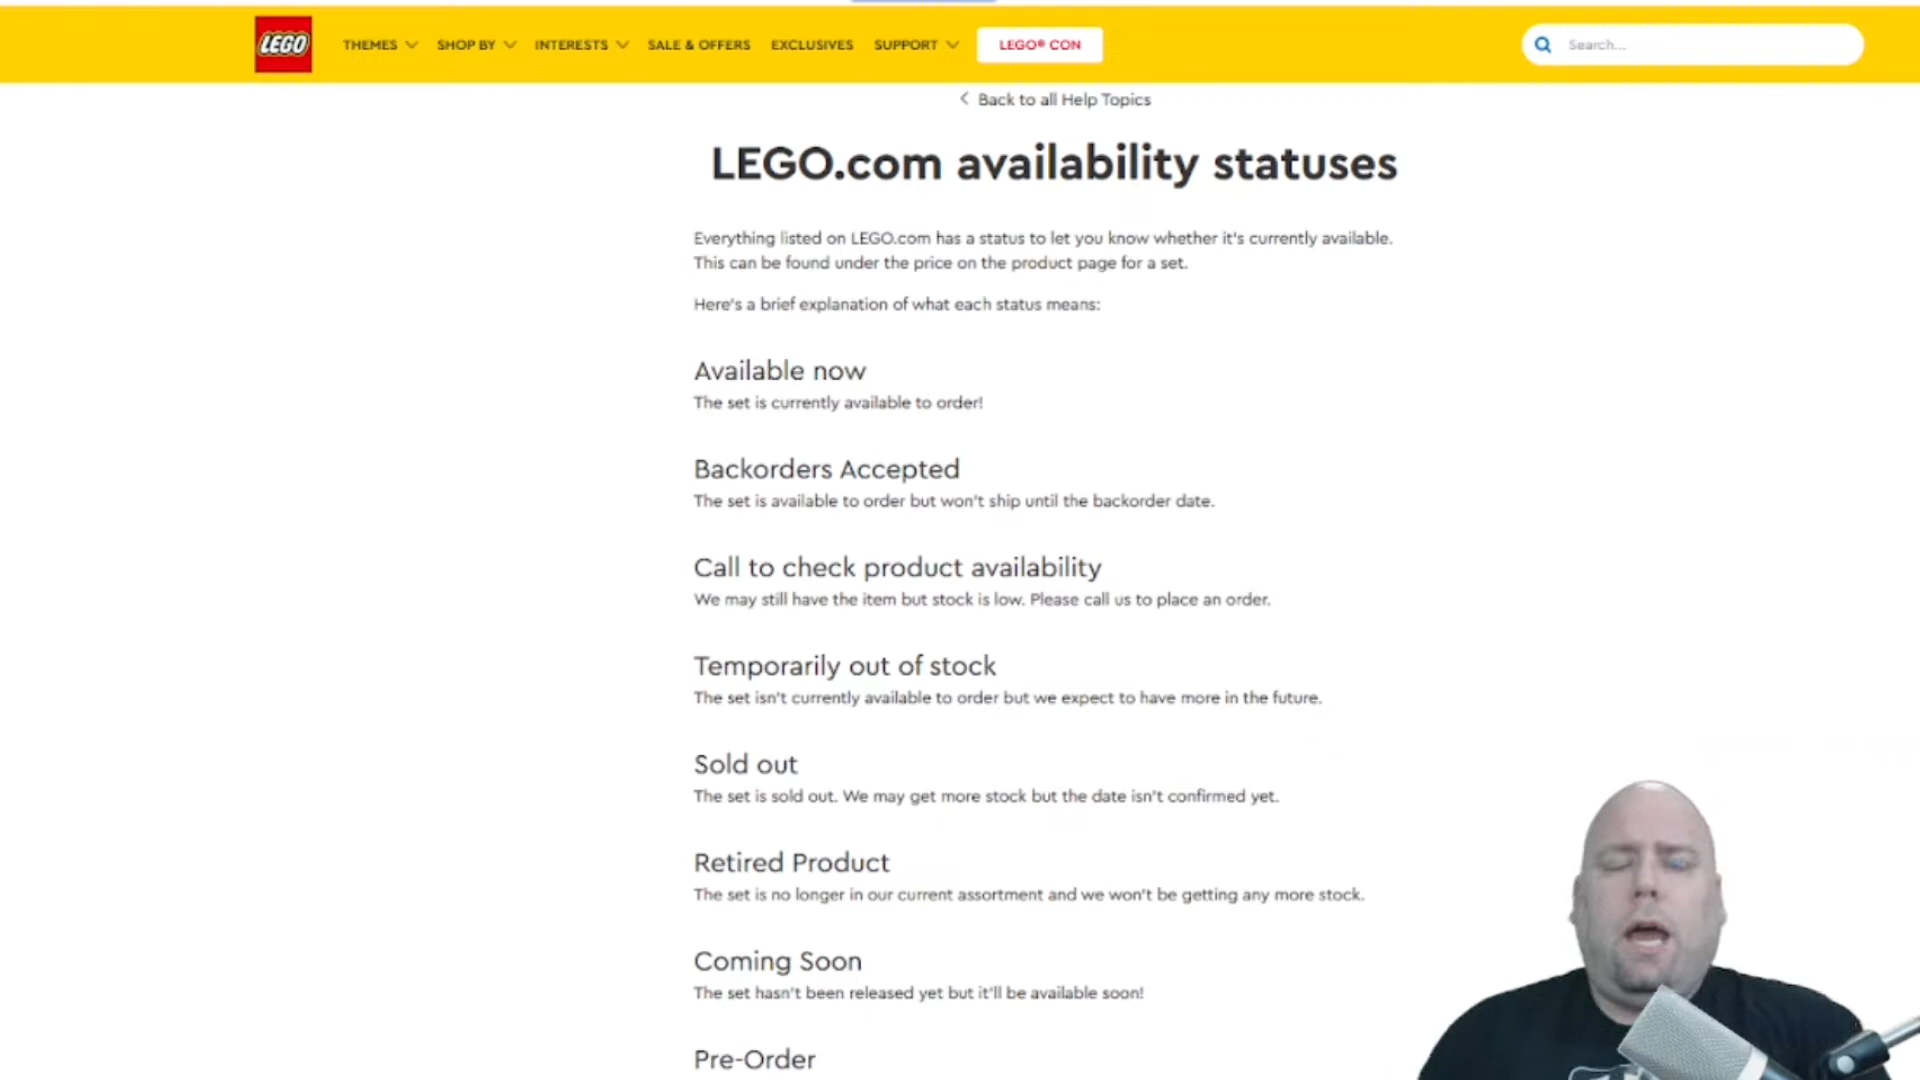 LEGO THEMES SHOP BY INTERESTS SALE & OFFERS EXCLUSIVES SUPPORT LEGO® CON Search...
Back to all Help Topics
LEGO.com availability statuses
Everything listed on LEGO.com has a status to let you know whether it's currently available.
This can be found under the price on the product page for a set.
Here's a brief explanation of what each status means:
Available now
The set is currently available to order!
Backorders Accepted
The set is available to order but won't ship until the backorder date.
Call to check product availability
We may still have the item but stock is low. Please call us to place an order.
Temporarily out of stock
The set isn't currently available to order but we expect to have more in the future.
Sold out
The set is sold out. We may get more stock but the date isn't confirmed yet.
Retired Product
The set is no longer in our current assortment and we won't be getting any more stock.
Coming Soon
The set hasn't been released yet but it'll be available soon!
Pre-Order